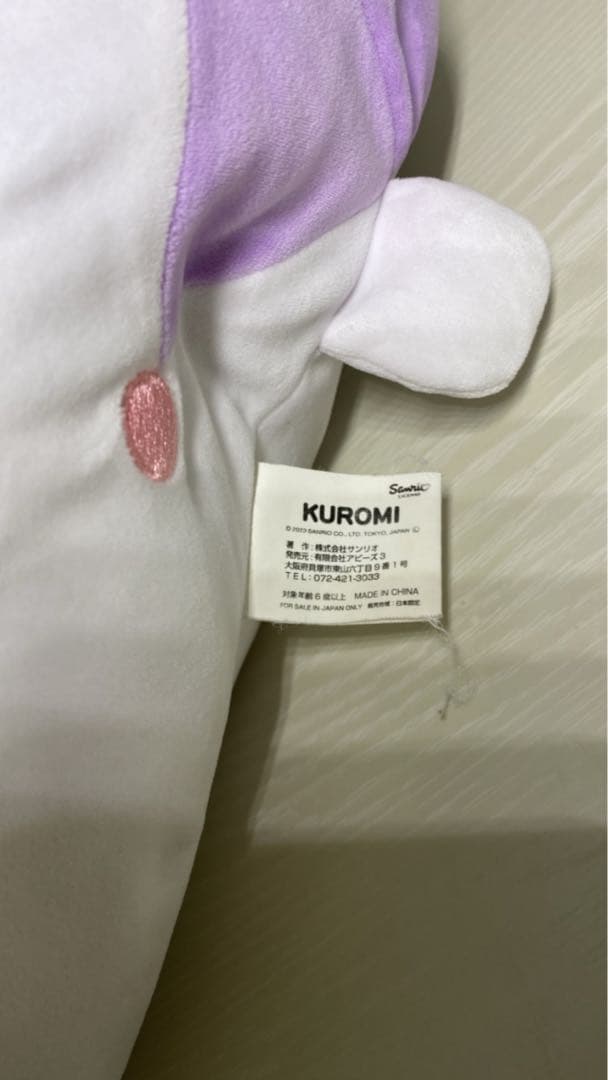 Sanrio
LICENSE
KUROMI
© 2023 SANRIO CO., LTD. TOKYO, JAPAN Ⓛ
著 作:株式会社サンリオ
発売元:有限会社アピーズ3
大阪府貝塚市東山六丁目9番1号
TEL:072-421-3033
対象年齢6歳以上 MADE IN CHINA
FOR SALE IN JAPAN ONLY 販売地域:日本限定